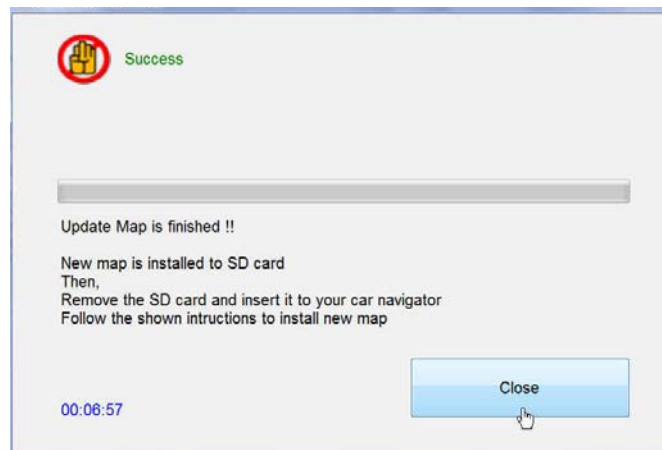 Success
Update Map is finished !!
New map is installed to SD card
Then,
Remove the SD card and insert it to your car navigator
Follow the shown intructions to install new map
Close
00:06:57